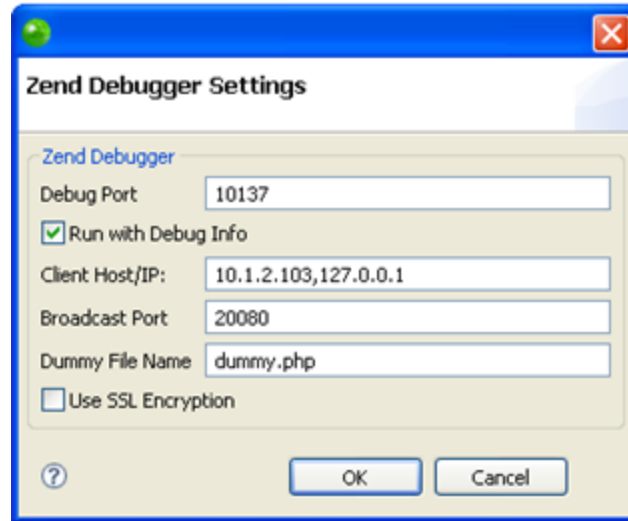 Zend Debugger Settings
Zend Debugger
Debug Port 10137
Run with Debug Info
Client Host/IP: 10.1.2.103,127.0.0.1
Broadcast Port 20080
Dummy File Name dummy.php
Use SSL Encryption
? OK Cancel